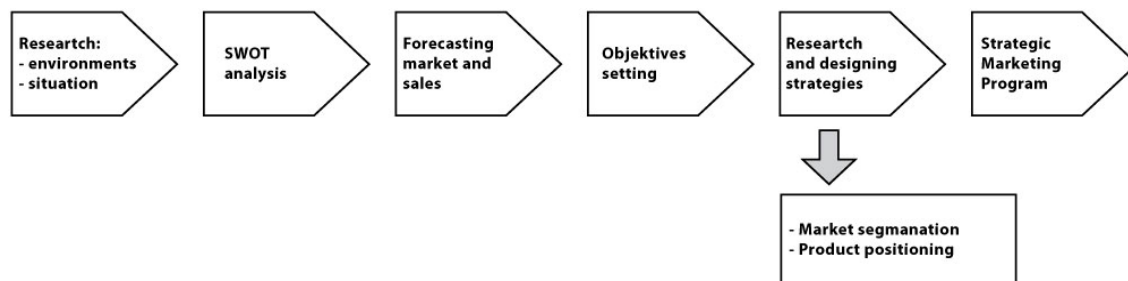 Researtch:
- environments
- situation
SWOT
analysis
Forecasting
market and
sales
Objektives
setting
Resrartch
and designing
strategies
Strategic
Marketing
Program
- Market segmanation
- Product positioning